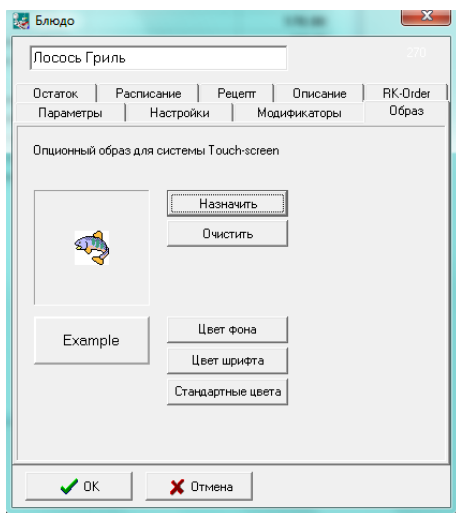 Блюдо
Лосось Гриль
270
Остаток Расписание Рецепт Описание RK-Order
Параметры Настройки Модификаторы Образ
Опционный образ для системы Touch-screen
Назначить
Очистить
Example
Цвет фона
Цвет шрифта
Стандартные цвета
OK Отмена